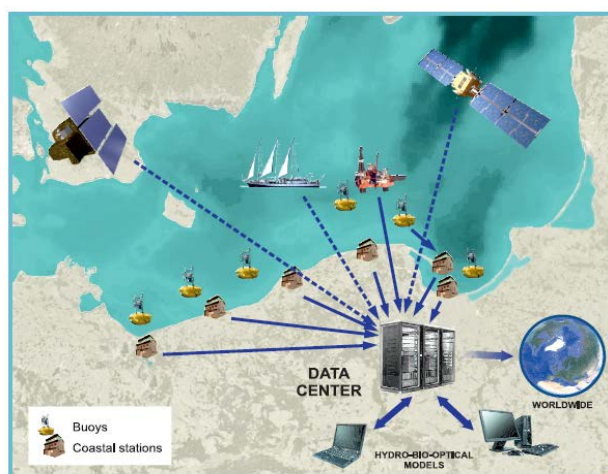 DATA
CENTER
WORLDWIDE
Buoys
Coastal stations
HYDRO-BIO-OPTICAL
MODELS